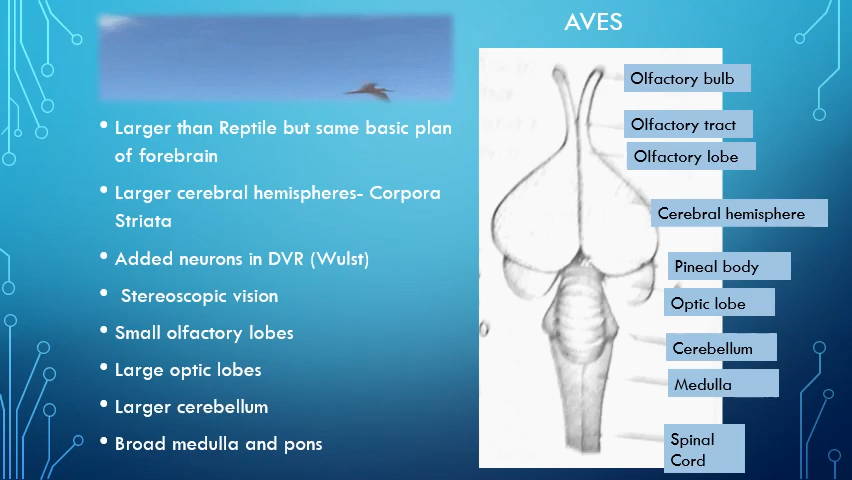 AVES
• Larger than Reptile but same basic plan
of forebrain
• Larger cerebral hemispheres- Corpora
Striata
• Added neurons in DVR (Wulst)
• Stereoscopic vision
• Small olfactory lobes
• Large optic lobes
• Larger cerebellum
• Broad medulla and pons
Olfactory bulb
Olfactory tract
Olfactory lobe
Cerebral hemisphere
Pineal body
Optic lobe
Cerebellum
Medulla
Spinal
Cord